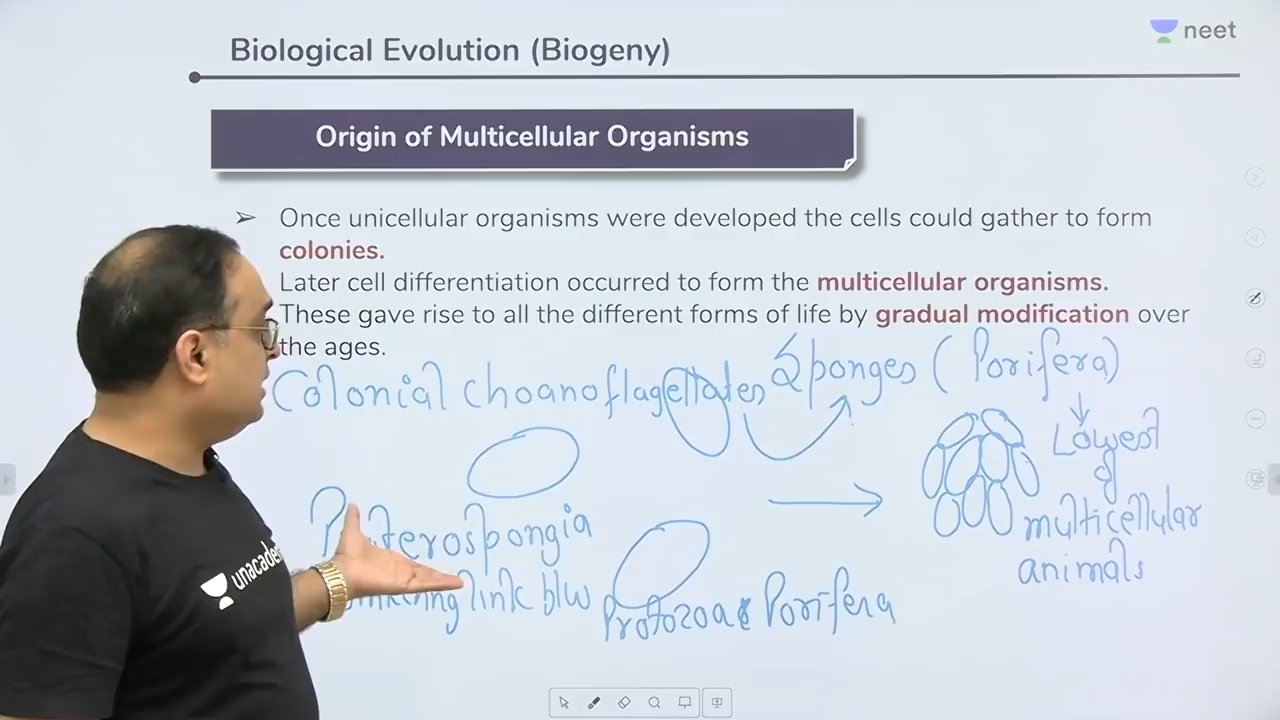 Biological Evolution (Biogeny)
neet
Origin of Multicellular Organisms
➢ Once unicellular organisms were developed the cells could gather to form
colonies.
Later cell differentiation occurred to form the multicellular organisms.
These gave rise to all the different forms of life by gradual modification over
the ages.
Colonial choanoflagellates Sponges (Porifera)
Lowest
of
multicellular
animals
link b/w Protozoa & Porifera
unacade